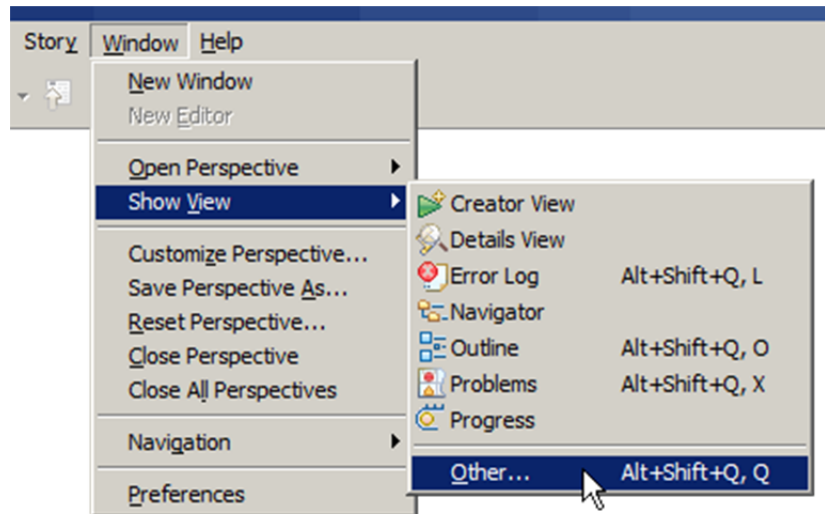 Story Window Help
New Window
New Editor
Open Perspective
Show View
Customize Perspective...
Save Perspective As...
Reset Perspective...
Close Perspective
Close All Perspectives
Navigation
Preferences
Creator View
Details View
Error Log Alt+Shift+Q, L
Navigator
Outline Alt+Shift+Q, O
Problems Alt+Shift+Q, X
Progress
Other... Alt+Shift+Q, Q